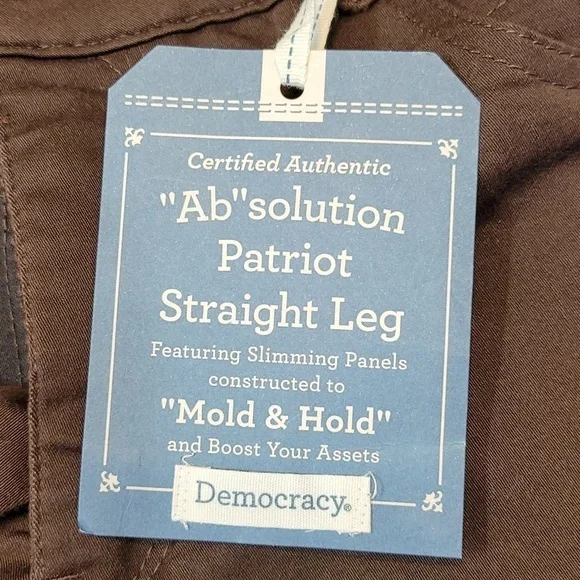 Certified Authentic
"Ab"solution
Patriot
Straight Leg
Featuring Slimming Panels
constructed to
"Mold & Hold"
and Boost Your Assets
Democracy®